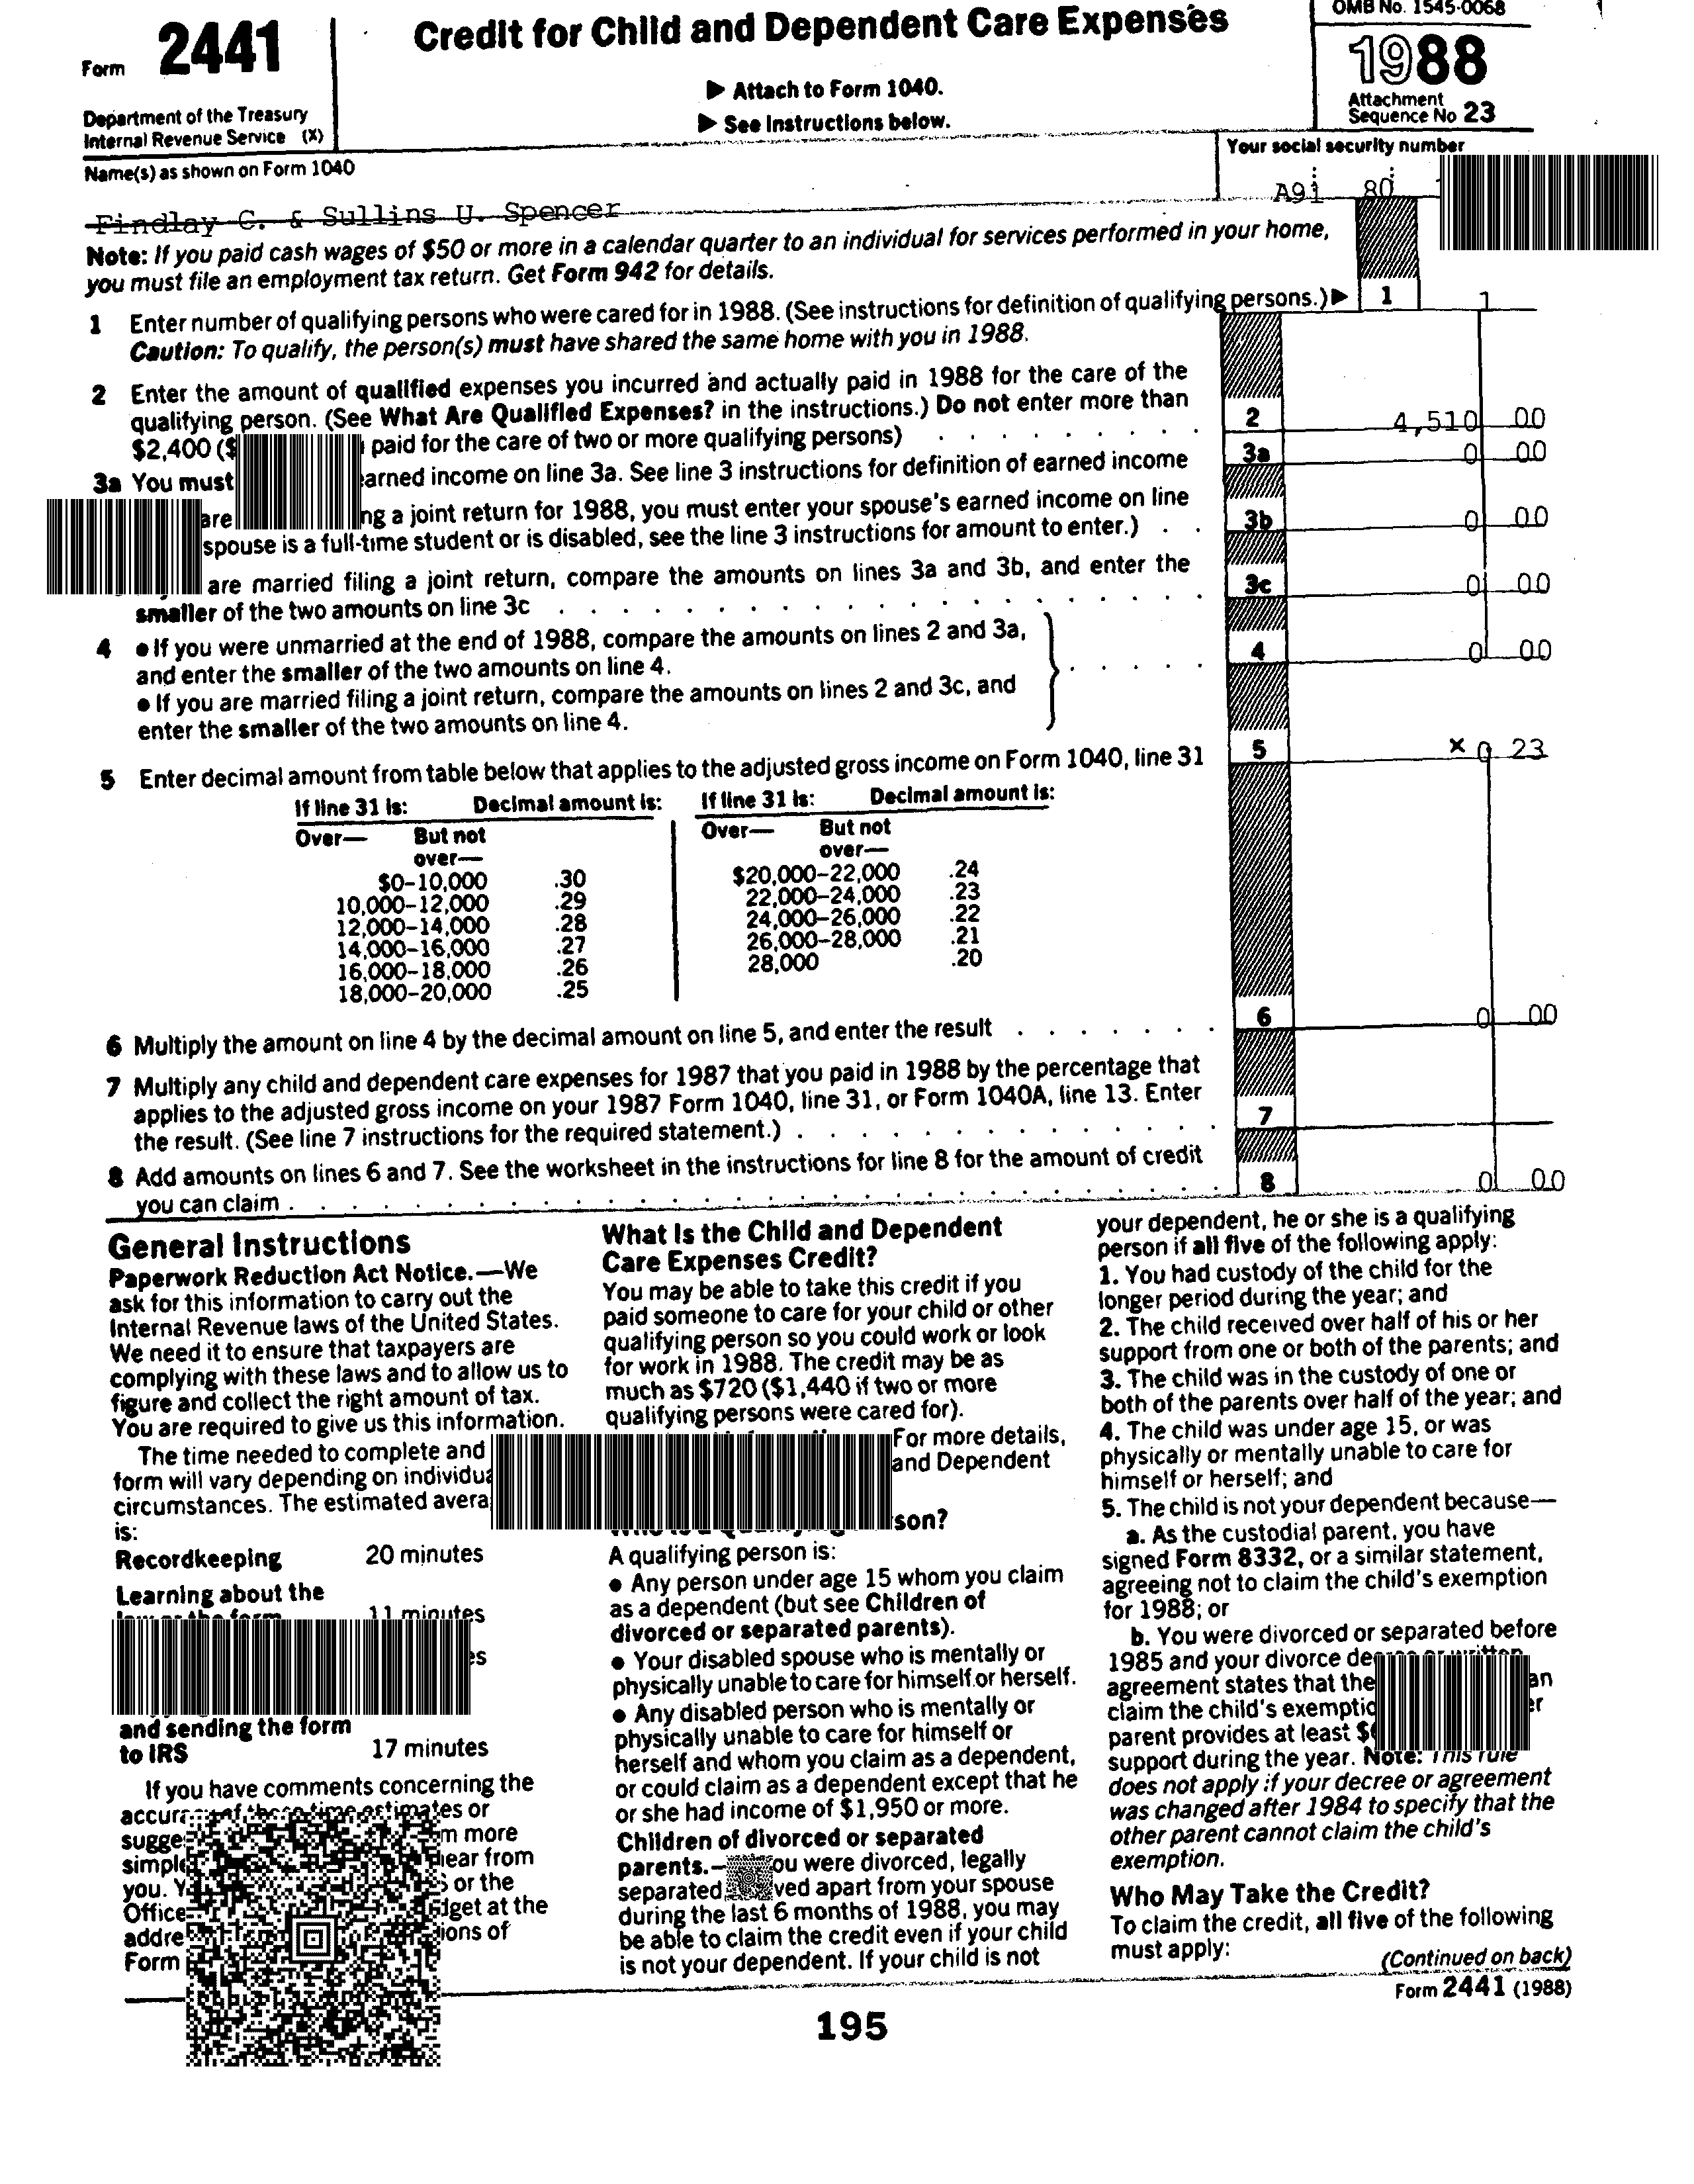 Form 2441
Department of the Treasury
Internal Revenue Service (X)
Credit for Child and Dependent Care Expenses
▶ Attach to Form 1040.
▶ See Instructions below.
OMB No. 1545-0068
1988
Attachment
Sequence No 23
Name(s) as shown on Form 1040
Your social security number
Findlay C. & Sullins U. Spencer
A91 80
Note: If you paid cash wages of $50 or more in a calendar quarter to an individual for services performed in your home,
you must file an employment tax return. Get Form 942 for details.
1 Enter number of qualifying persons who were cared for in 1988. (See instructions for definition of qualifying persons.) ▶ 1 1
Caution: To qualify, the person(s) must have shared the same home with you in 1988.
2 Enter the amount of qualified expenses you incurred and actually paid in 1988 for the care of the
qualifying person. (See What Are Qualified Expenses? in the instructions.) Do not enter more than
$2,400 ($ paid for the care of two or more qualifying persons) . . . . . . . . 2 4,510 00
3a You must earned income on line 3a. See line 3 instructions for definition of earned income 3a 0 00
are ng a joint return for 1988, you must enter your spouse's earned income on line
spouse is a full-time student or is disabled, see the line 3 instructions for amount to enter.) . . 3b 0 00
are married filing a joint return, compare the amounts on lines 3a and 3b, and enter the
smaller of the two amounts on line 3c . . . . . . . . . . . . . . . . . . . . 3c 0 00
4 ● If you were unmarried at the end of 1988, compare the amounts on lines 2 and 3a,
and enter the smaller of the two amounts on line 4. . . . . . 4 0 00
● If you are married filing a joint return, compare the amounts on lines 2 and 3c, and
enter the smaller of the two amounts on line 4.
5 Enter decimal amount from table below that applies to the adjusted gross income on Form 1040, line 31 5 × 0 23
If line 31 is: Decimal amount is: If line 31 is: Decimal amount is:
Over— But not over— Over— But not over—
$0–10,000 .30 $20,000–22,000 .24
10,000–12,000 .29 22,000–24,000 .23
12,000–14,000 .28 24,000–26,000 .22
14,000–16,000 .27 26,000–28,000 .21
16,000–18,000 .26 28,000 .20
18,000–20,000 .25
6 Multiply the amount on line 4 by the decimal amount on line 5, and enter the result . . . . . . . 6 0 00
7 Multiply any child and dependent care expenses for 1987 that you paid in 1988 by the percentage that
applies to the adjusted gross income on your 1987 Form 1040, line 31, or Form 1040A, line 13. Enter
the result. (See line 7 instructions for the required statement.) . . . . . . . . . . . . . 7
8 Add amounts on lines 6 and 7. See the worksheet in the instructions for line 8 for the amount of credit
you can claim . . . . . . . . . . . . . . . . . . . . . . . . . . . . . 8 0 00
General Instructions
Paperwork Reduction Act Notice.—We
ask for this information to carry out the
Internal Revenue laws of the United States.
We need it to ensure that taxpayers are
complying with these laws and to allow us to
figure and collect the right amount of tax.
You are required to give us this information.
The time needed to complete and
form will vary depending on
circumstances. The estimated
is:
Recordkeeping 20 minutes
Learning about the
law or the form 11 minutes
and sending the form
to IRS 17 minutes
If you have comments concerning the
accuracy of these time estimates or
more
hear from
you. or the
Office at the
of
Form
What Is the Child and Dependent
Care Expenses Credit?
You may be able to take this credit if you
paid someone to care for your child or other
qualifying person so you could work or look
for work in 1988. The credit may be as
much as $720 ($1,440 if two or more
qualifying persons were cared for).
For more details,
and Dependent
son?
A qualifying person is:
● Any person under age 15 whom you claim
as a dependent (but see Children of
divorced or separated parents).
● Your disabled spouse who is mentally or
physically unable to care for himself or herself.
● Any disabled person who is mentally or
physically unable to care for himself or
herself and whom you claim as a dependent,
or could claim as a dependent except that he
or she had income of $1,950 or more.
Children of divorced or separated
parents.— ou were divorced, legally
separated ved apart from your spouse
during the last 6 months of 1988, you may
be able to claim the credit even if your child
is not your dependent. If your child is not
your dependent, he or she is a qualifying
person if all five of the following apply:
1. You had custody of the child for the
longer period during the year; and
2. The child received over half of his or her
support from one or both of the parents; and
3. The child was in the custody of one or
both of the parents over half of the year; and
4. The child was under age 15, or was
physically or mentally unable to care for
himself or herself; and
5. The child is not your dependent because—
a. As the custodial parent, you have
signed Form 8332, or a similar statement,
agreeing not to claim the child's exemption
for 1988; or
b. You were divorced or separated before
1985 and your divorce decree or written
agreement states that the
claim the child's
parent provides at least
support during the year. Note: This rule
does not apply if your decree or agreement
was changed after 1984 to specify that the
other parent cannot claim the child's
exemption.
Who May Take the Credit?
To claim the credit, all five of the following
must apply:
(Continued on back)
Form 2441 (1988)
195